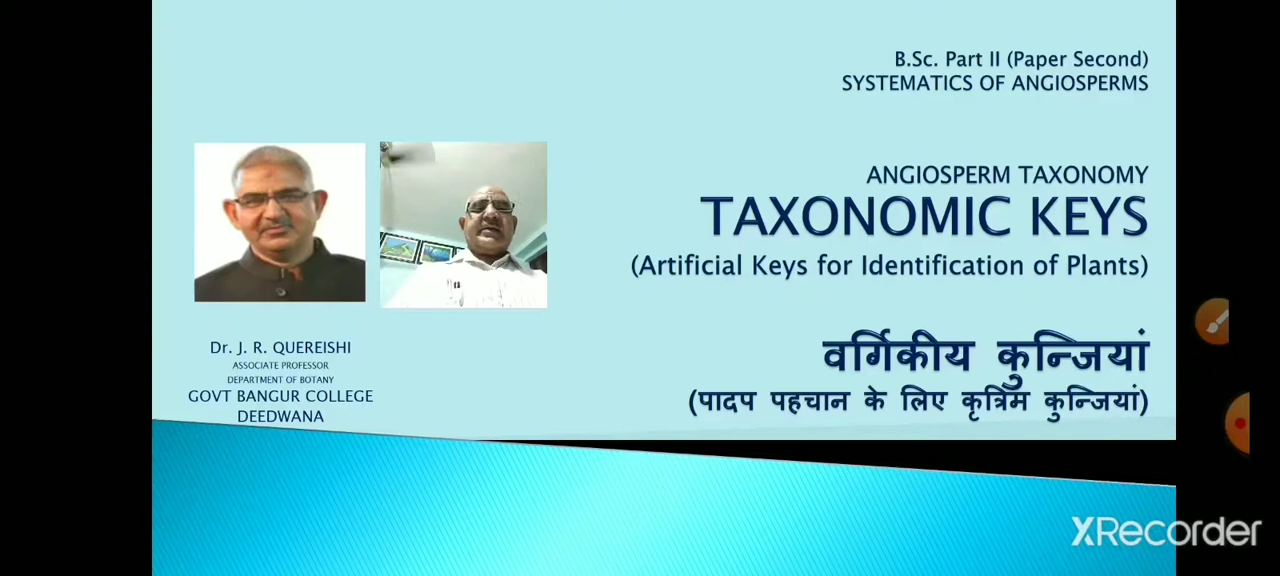 B.Sc. Part II (Paper Second)
SYSTEMATICS OF ANGIOSPERMS
ANGIOSPERM TAXONOMY
TAXONOMIC KEYS
(Artificial Keys for Identification of Plants)
वर्गिकीय कुन्जियां
(पादप पहचान के लिए कृत्रिम कुन्जियां)
Dr. J. R. QUEREISHI
ASSOCIATE PROFESSOR
DEPARTMENT OF BOTANY
GOVT BANGUR COLLEGE
DEEDWANA
XRecorder